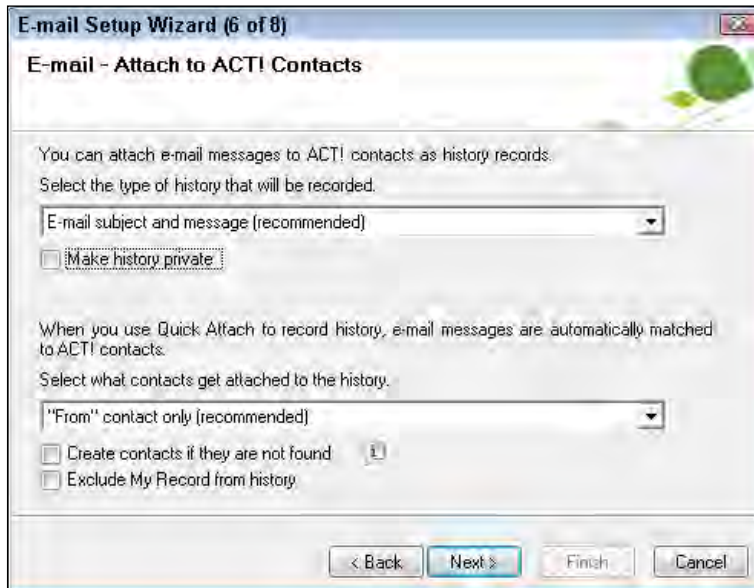 E-mail Setup Wizard (6 of 8)
E-mail - Attach to ACT! Contacts
You can attach e-mail messages to ACT! contacts as history records.
Select the type of history that will be recorded.
E-mail subject and message (recommended)
Make history private
When you use Quick Attach to record history, e-mail messages are automatically matched
to ACT! contacts.
Select what contacts get attached to the history.
"From" contact only (recommended)
Create contacts if they are not found
Exclude My Record from history
< Back Next > Finish Cancel